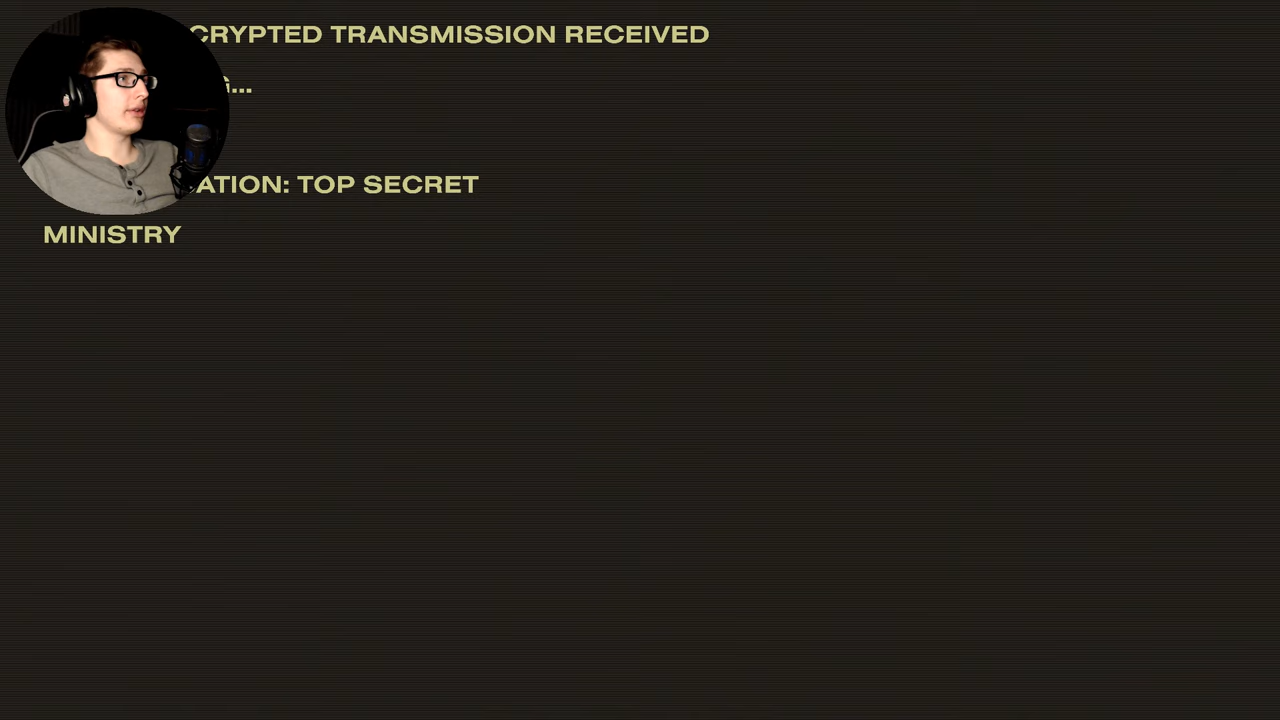 CRYPTED TRANSMISSION RECEIVED
G...
ATION: TOP SECRET
MINISTRY